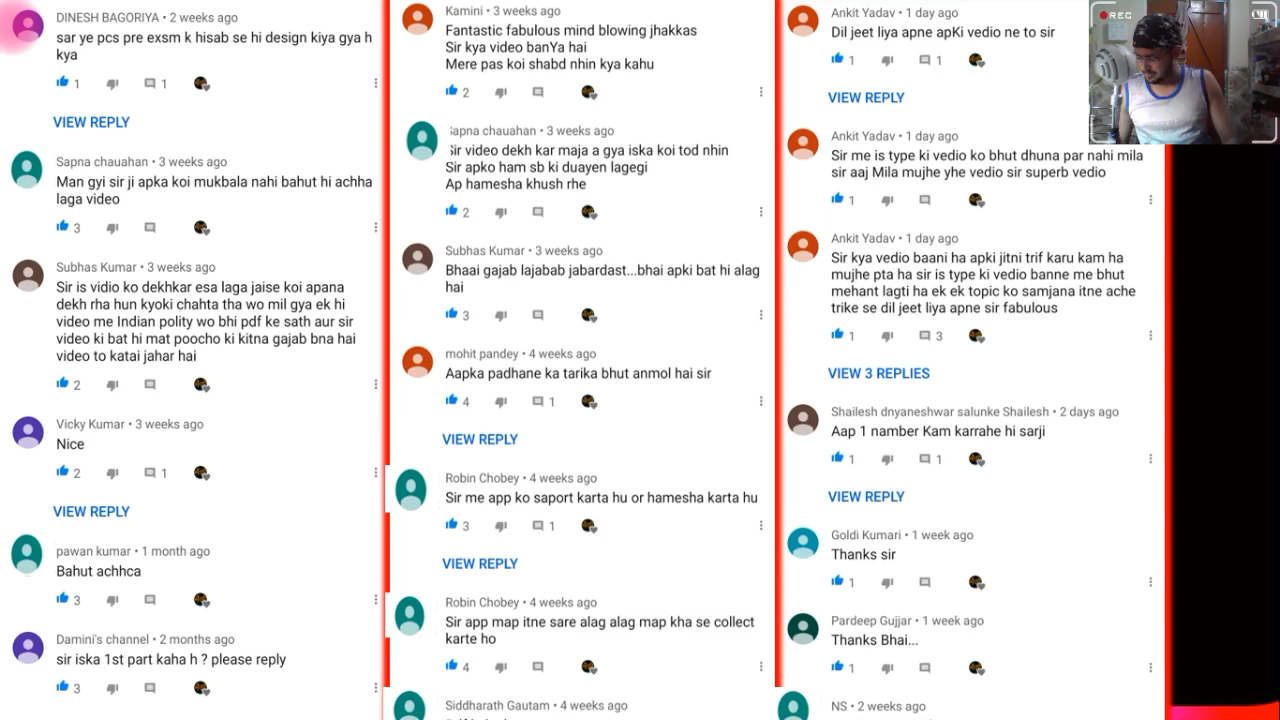 DINESH BAGORIYA • 2 weeks ago
sar ye pcs pre exsm k hisab se hi design kiya gya h
kya
1 1
VIEW REPLY
Sapna chauahan • 3 weeks ago
Man gyi sir ji apka koi mukbala nahi bahut hi achha
laga video
3
Subhas Kumar • 3 weeks ago
Sir is vidio ko dekhkar esa laga jaise koi apana
dekh rha hun kyoki chahta tha wo mil gya ek hi
video me Indian polity wo bhi pdf ke sath aur sir
video ki bat hi mat poocho ki kitna gajab bna hai
video to katai jahar hai
2
Vicky Kumar • 3 weeks ago
Nice
2 1
VIEW REPLY
pawan kumar • 1 month ago
Bahut achhca
3
Damini's channel • 2 months ago
sir iska 1st part kaha h ? please reply
3
Kamini • 3 weeks ago
Fantastic fabulous mind blowing jhakkas
Sir kya video banYa hai
Mere pas koi shabd nhin kya kahu
2
Sapna chauahan • 3 weeks ago
Sir video dekh kar maja a gya iska koi tod nhin
Sir apko ham sb ki duayen lagegi
Ap hamesha khush rhe
2
Subhas Kumar • 3 weeks ago
Bhaai gajab lajabab jabardast...bhai apki bat hi alag
hai
3
mohit pandey • 4 weeks ago
Aapka padhane ka tarika bhut anmol hai sir
4 1
VIEW REPLY
Robin Chobey • 4 weeks ago
Sir me app ko saport karta hu or hamesha karta hu
3 1
VIEW REPLY
Robin Chobey • 4 weeks ago
Sir app map itne sare alag alag map kha se collect
karte ho
4
Siddharath Gautam • 4 weeks ago
Ankit Yadav • 1 day ago
Dil jeet liya apne apKi vedio ne to sir
1 1
VIEW REPLY
Ankit Yadav • 1 day ago
Sir me is type ki vedio ko bhut dhuna par nahi mila
sir aaj Mila mujhe yhe vedio sir superb vedio
1
Ankit Yadav • 1 day ago
Sir kya vedio baani ha apki jitni trif karu kam ha
mujhe pta ha sir is type ki vedio banne me bhut
mehant lagti ha ek ek topic ko samjana itne ache
trike se dil jeet liya apne sir fabulous
1 3
VIEW 3 REPLIES
Shailesh dnyaneshwar salunke Shailesh • 2 days ago
Aap 1 namber Kam karrahe hi sarji
1 1
VIEW REPLY
Goldi Kumari • 1 week ago
Thanks sir
1
Pardeep Gujjar • 1 week ago
Thanks Bhai...
1
NS • 2 weeks ago
REC